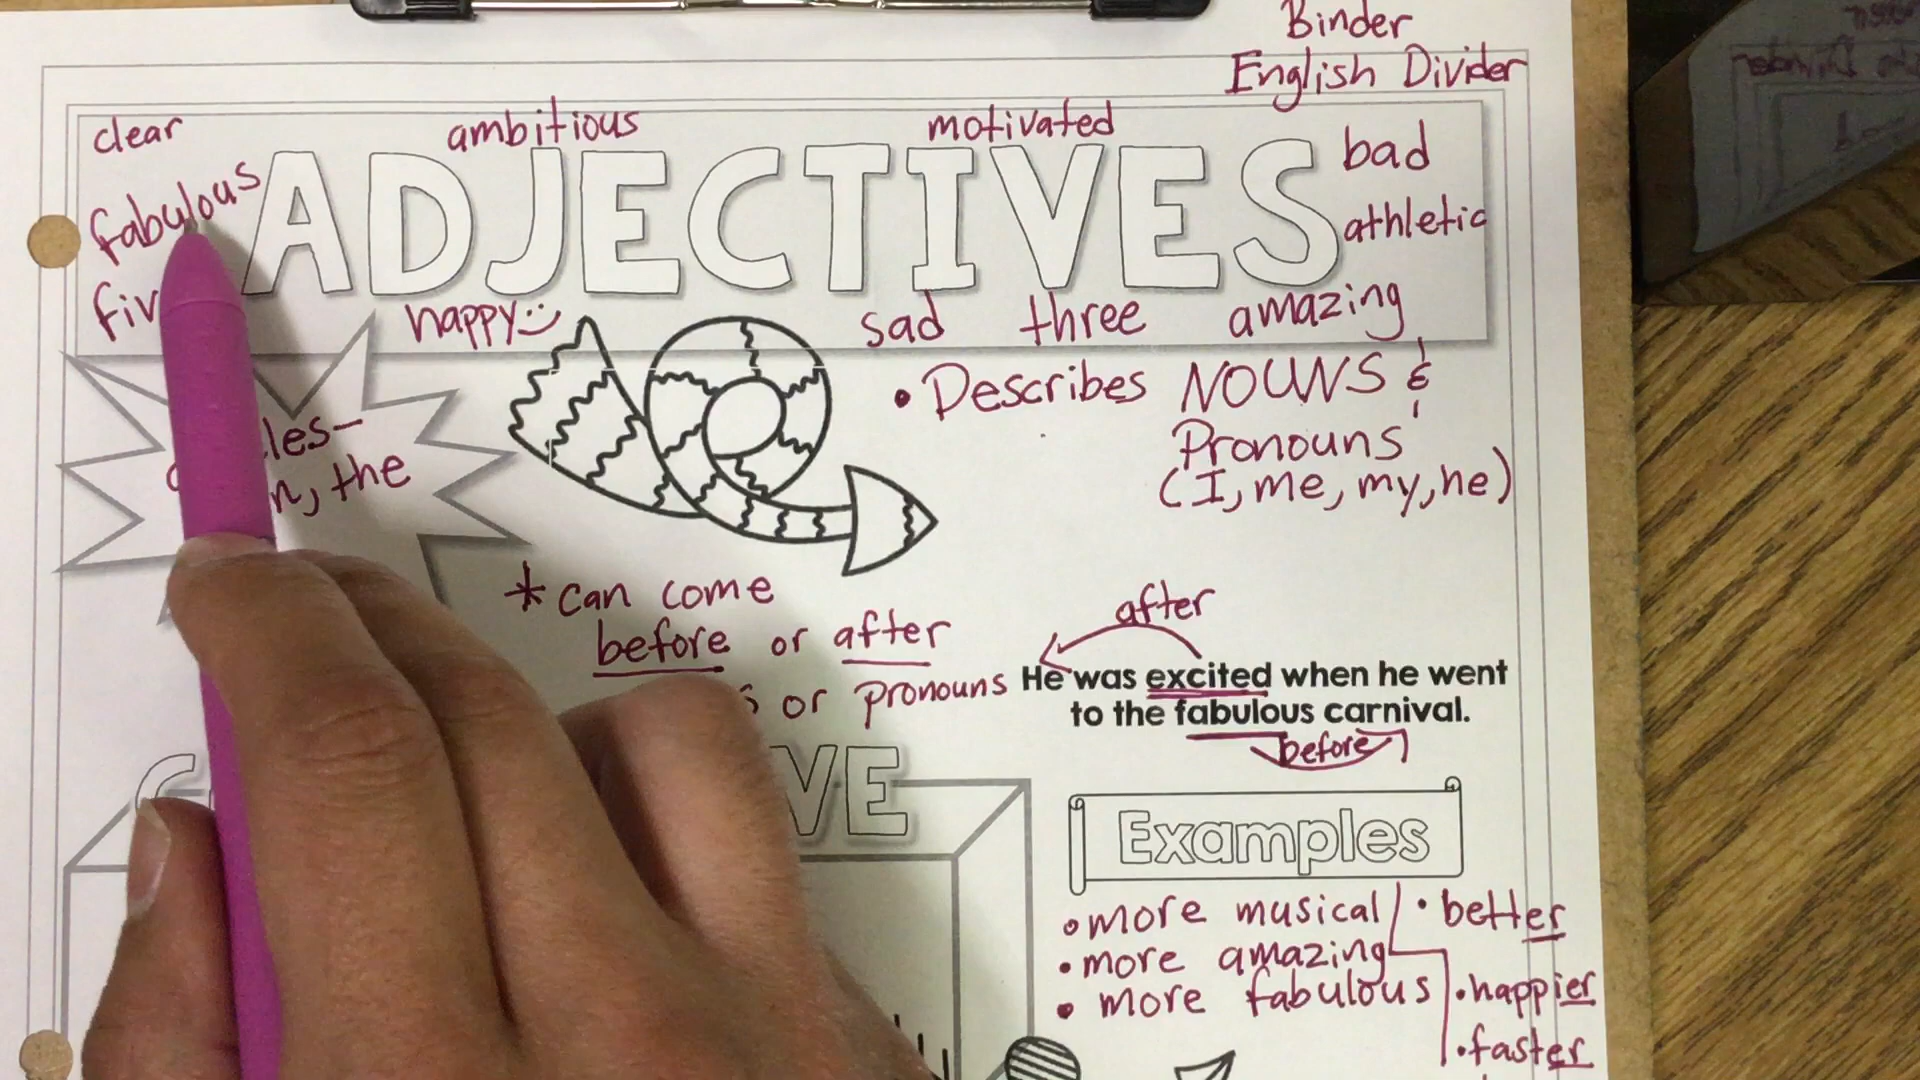 Binder
English Divider
clear ambitious motivated
ADJECTIVES
bad
fabulous
athletic
happy sad three amazing
• Describes NOUNS &
Pronouns
(I, me, my, he)
the
* can come
before or after
or pronouns
after
He was excited when he went
to the fabulous carnival.
before
Examples
• more musical
• more amazing
• more fabulous
• better
• happier
• faster